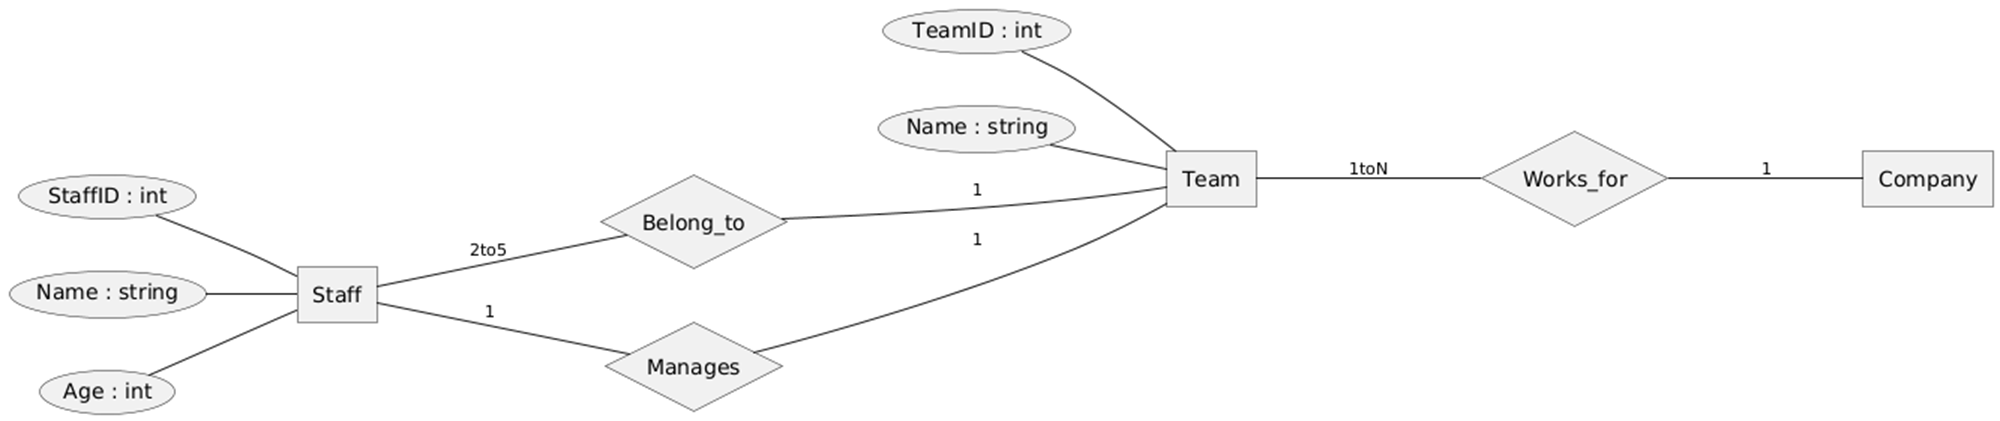 TeamID : int
Name : string
StaffID : int
Name : string
Age : int
Staff
2to5
1
Belong_to
Manages
1
1
Team
1toN
Works_for
1
Company